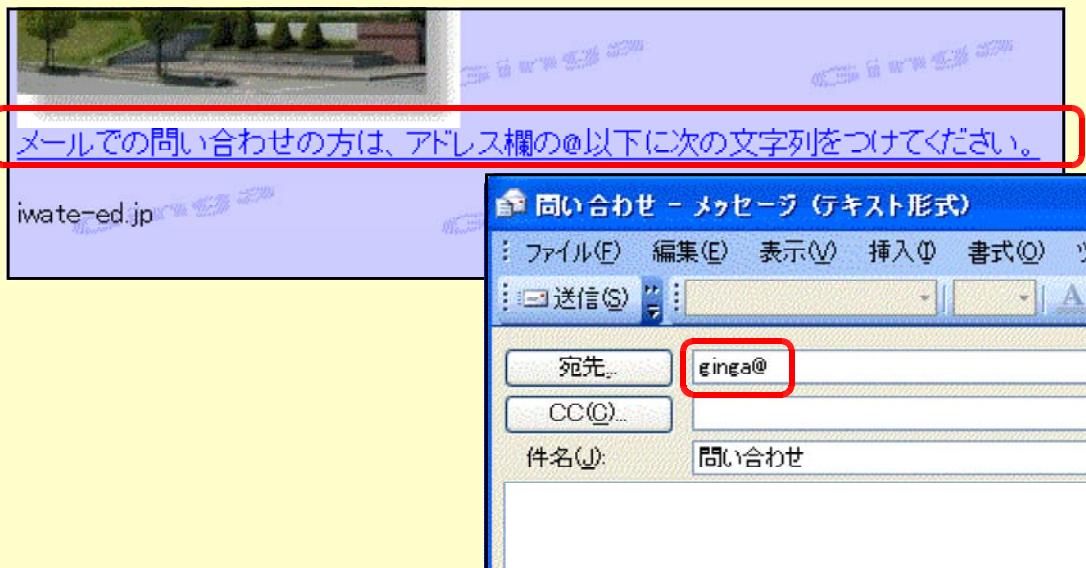 メールでの問い合わせの方は、アドレス欄の@以下に次の文字列をつけてください。
iwate-ed.jp
問い合わせ - メッセージ (テキスト形式)
ファイル(F) 編集(E) 表示(V) 挿入(I) 書式(O)
送信(S)
宛先... ginga@
CC(C)...
件名(J): 問い合わせ